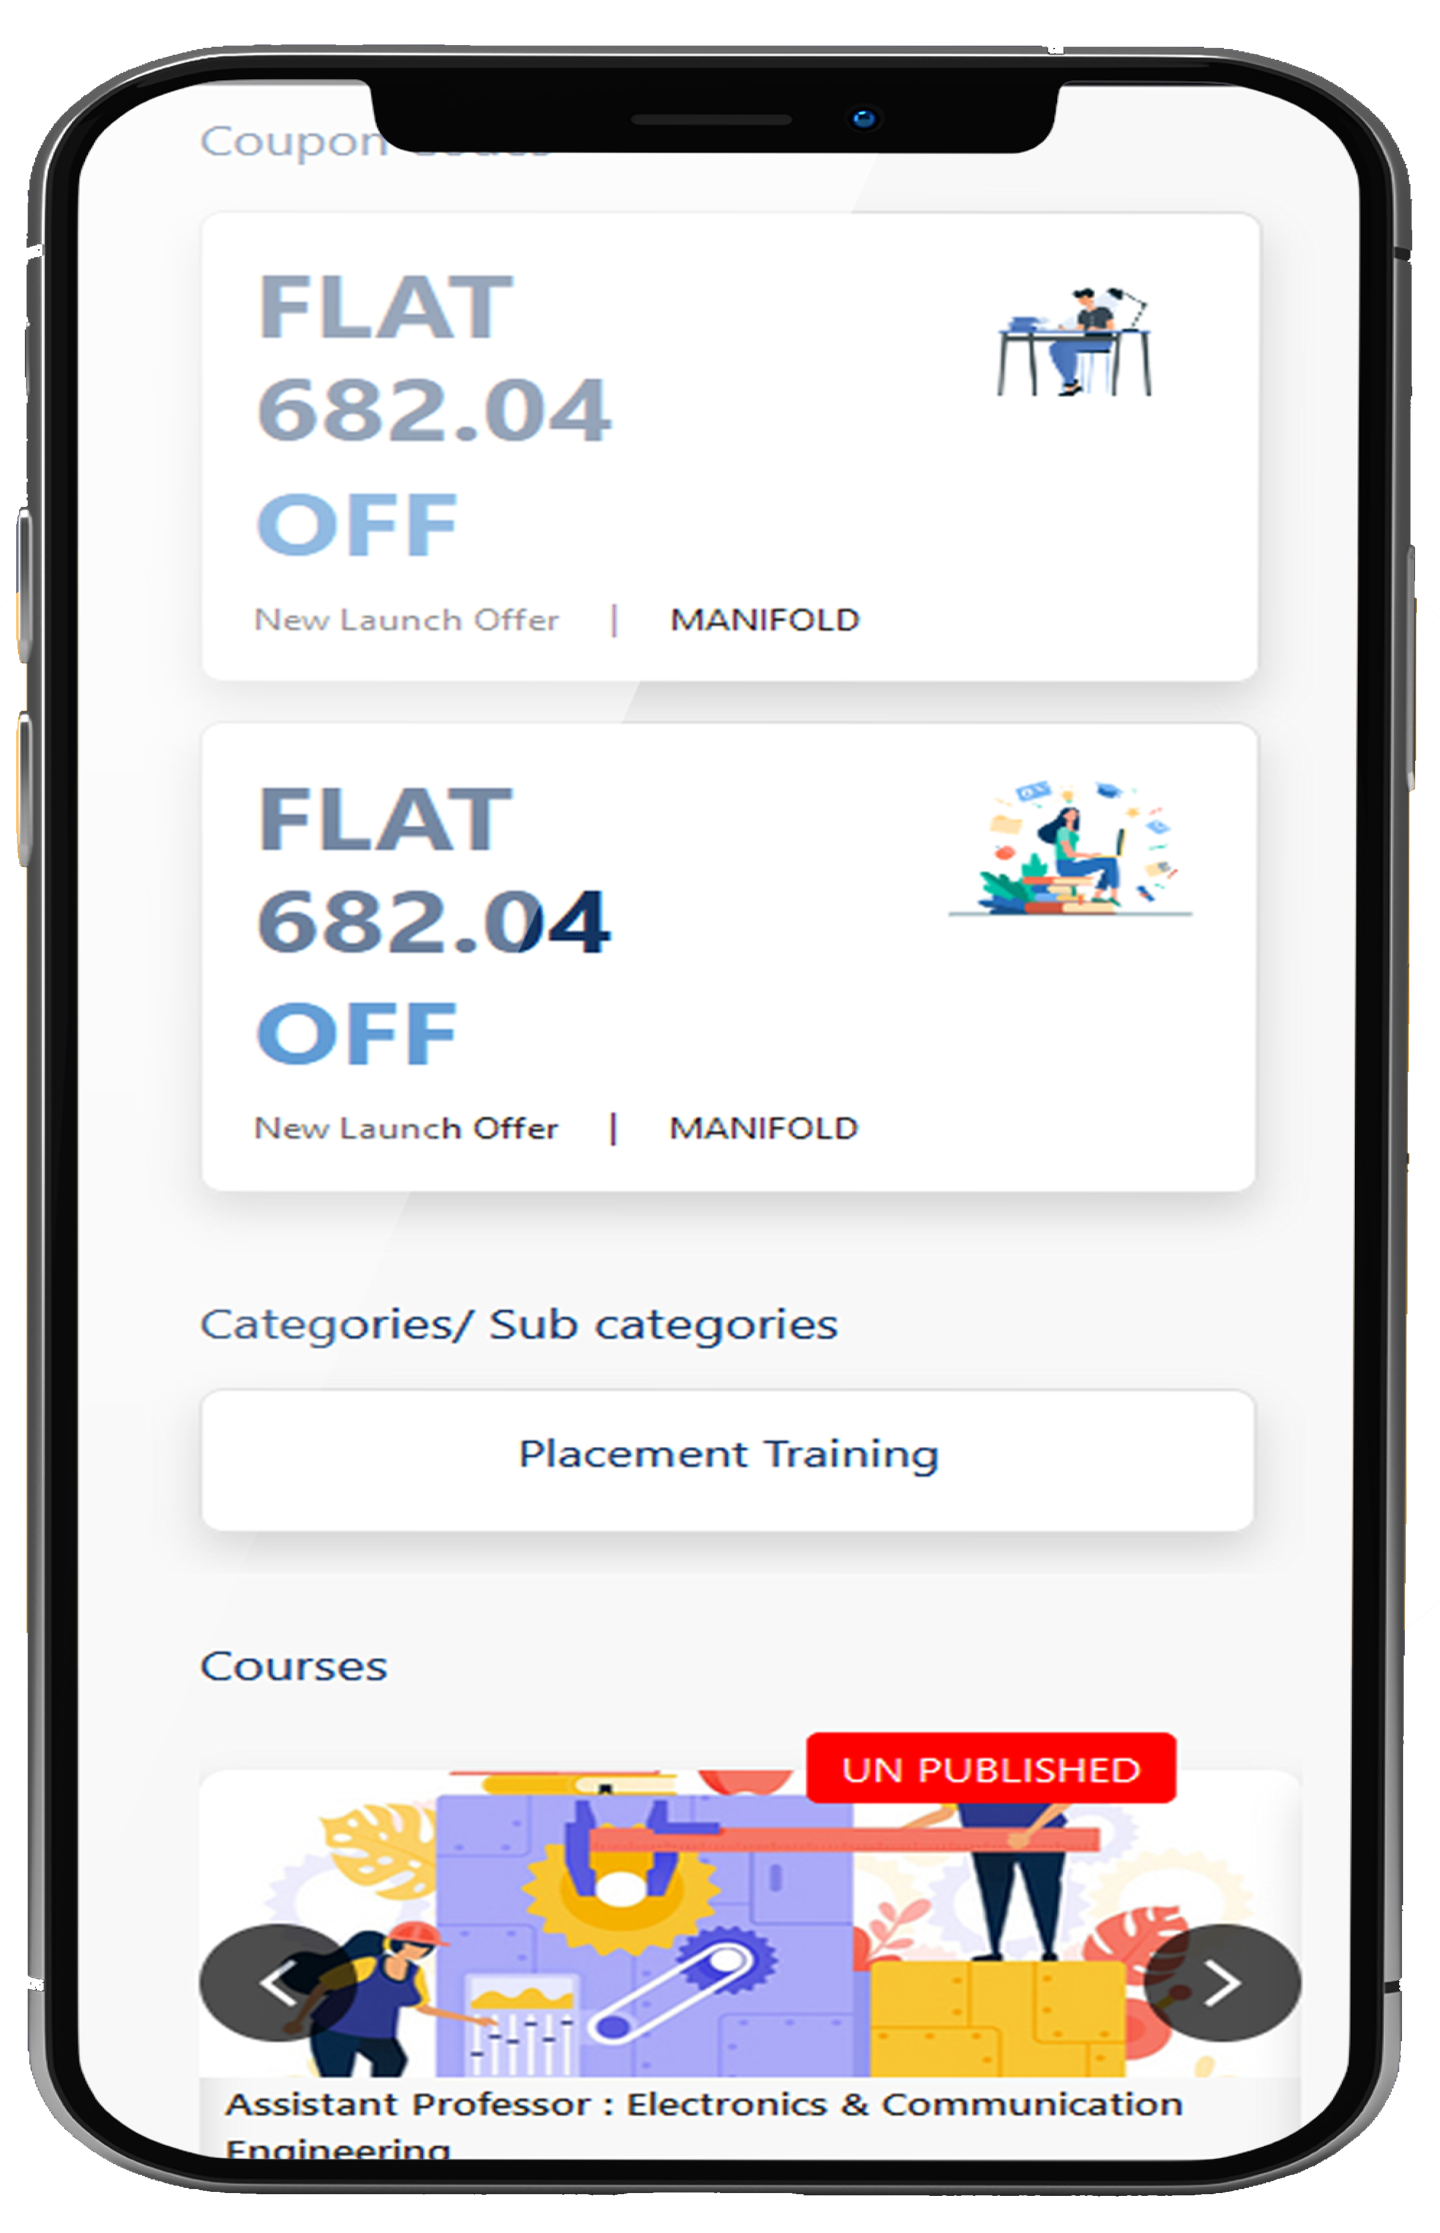 Coupon
FLAT
682.04
OFF
New Launch Offer | MANIFOLD
FLAT
682.04
OFF
New Launch Offer | MANIFOLD
Categories/ Sub categories
Placement Training
Courses
UN PUBLISHED
Assistant Professor : Electronics & Communication
Engineering